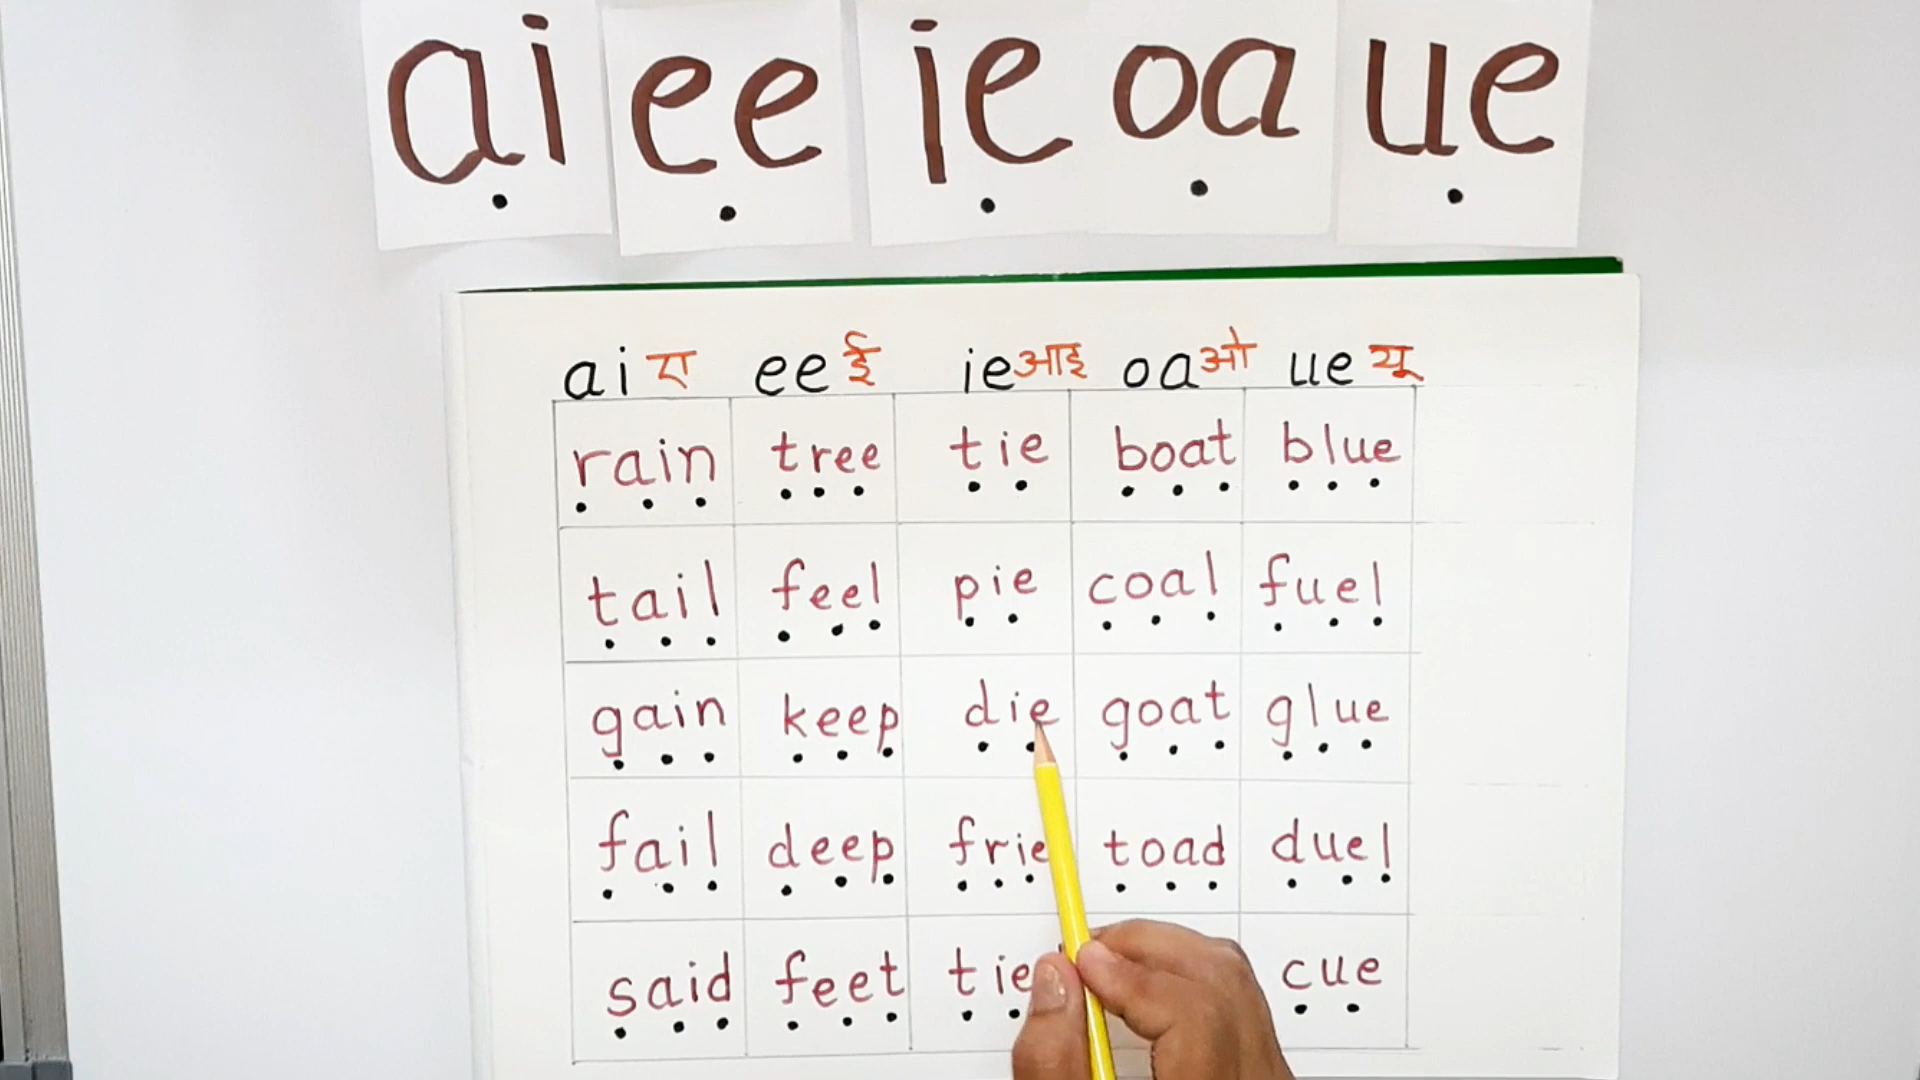 ai ee ie oa ue
ai ए ee ई ie आइ oa ओ ue यू
rain tree tie boat blue
tail feel pie coal fuel
gain keep die goat glue
fail deep toad duel
said feet cue